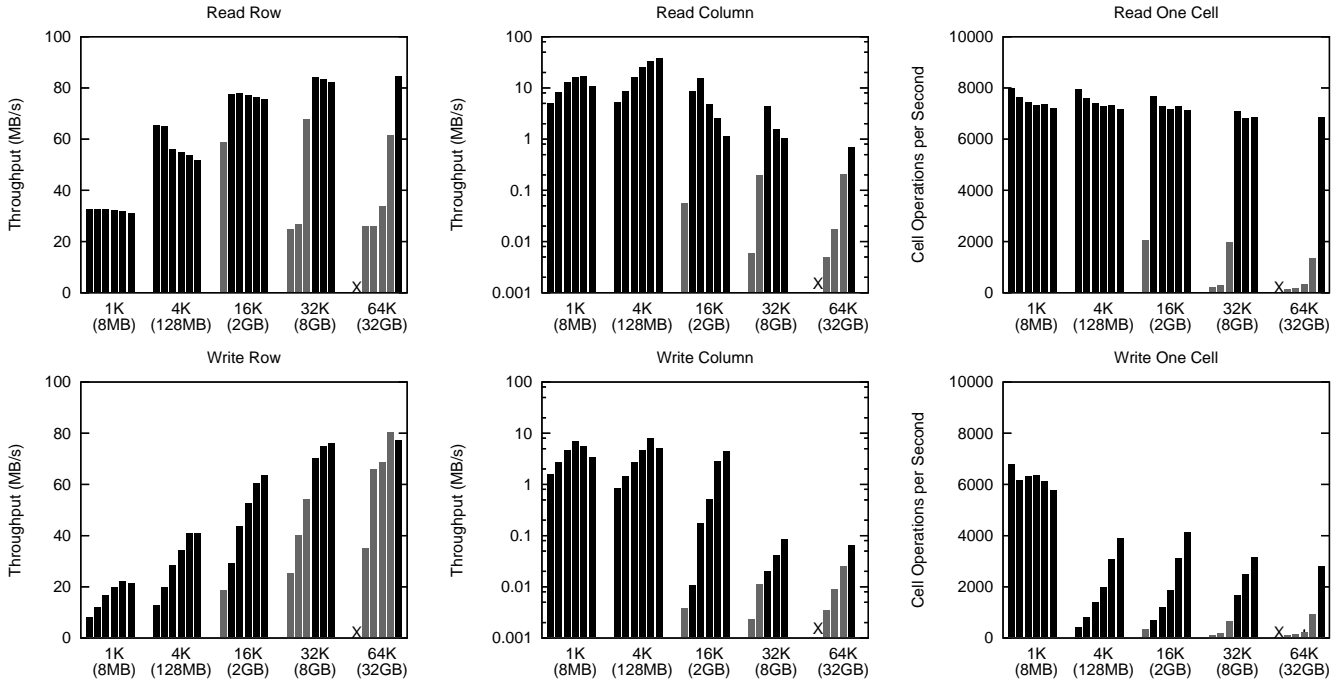 Read Row
Throughput (MB/s)
100
80
60
40
20
0
X
1K 4K 16K 32K 64K
(8MB) (128MB) (2GB) (8GB) (32GB)
Read Column
Throughput (MB/s)
100
10
1
0.1
0.01
0.001
X
1K 4K 16K 32K 64K
(8MB) (128MB) (2GB) (8GB) (32GB)
Read One Cell
Cell Operations per Second
10000
8000
6000
4000
2000
0
X
1K 4K 16K 32K 64K
(8MB) (128MB) (2GB) (8GB) (32GB)
Write Row
Throughput (MB/s)
100
80
60
40
20
0
X
1K 4K 16K 32K 64K
(8MB) (128MB) (2GB) (8GB) (32GB)
Write Column
Throughput (MB/s)
100
10
1
0.1
0.01
0.001
X
1K 4K 16K 32K 64K
(8MB) (128MB) (2GB) (8GB) (32GB)
Write One Cell
Cell Operations per Second
10000
8000
6000
4000
2000
0
X
1K 4K 16K 32K 64K
(8MB) (128MB) (2GB) (8GB) (32GB)